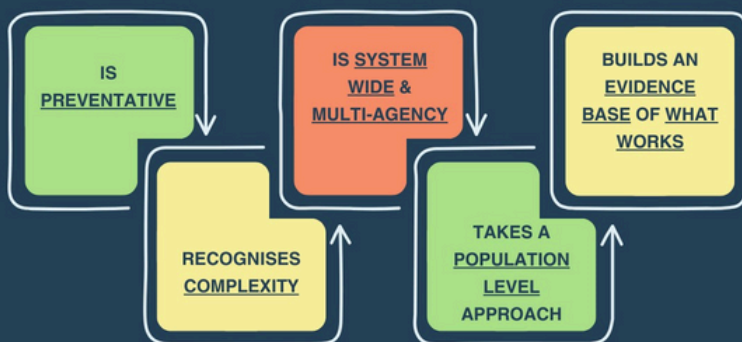 IS
PREVENTATIVE
RECOGNISES
COMPLEXITY
IS SYSTEM
WIDE &
MULTI-AGENCY
TAKES A
POPULATION
LEVEL
APPROACH
BUILDS AN
EVIDENCE
BASE OF WHAT
WORKS